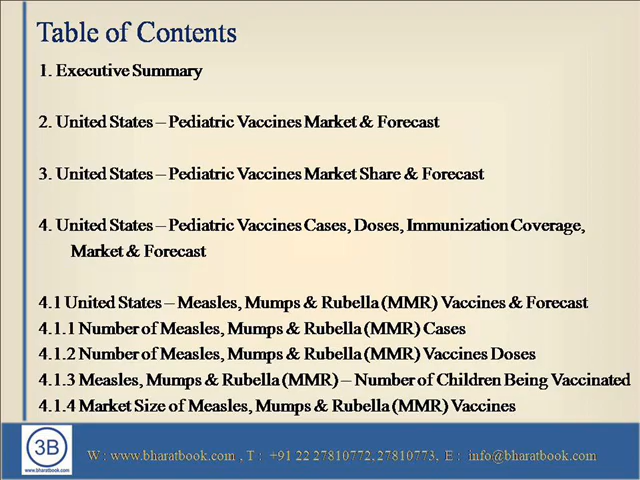 Table of Contents
1. Executive Summary
2. United States – Pediatric Vaccines Market & Forecast
3. United States – Pediatric Vaccines Market Share & Forecast
4. United States – Pediatric Vaccines Cases, Doses, Immunization Coverage,
Market & Forecast
4.1 United States – Measles, Mumps & Rubella (MMR) Vaccines & Forecast
4.1.1 Number of Measles, Mumps & Rubella (MMR) Cases
4.1.2 Number of Measles, Mumps & Rubella (MMR) Vaccines Doses
4.1.3 Measles, Mumps & Rubella (MMR) – Number of Children Being Vaccinated
4.1.4 Market Size of Measles, Mumps & Rubella (MMR) Vaccines
3B
www.bharatbook.com
W : www.bharatbook.com , T : +91 22 27810772, 27810773, E : info@bharatbook.com